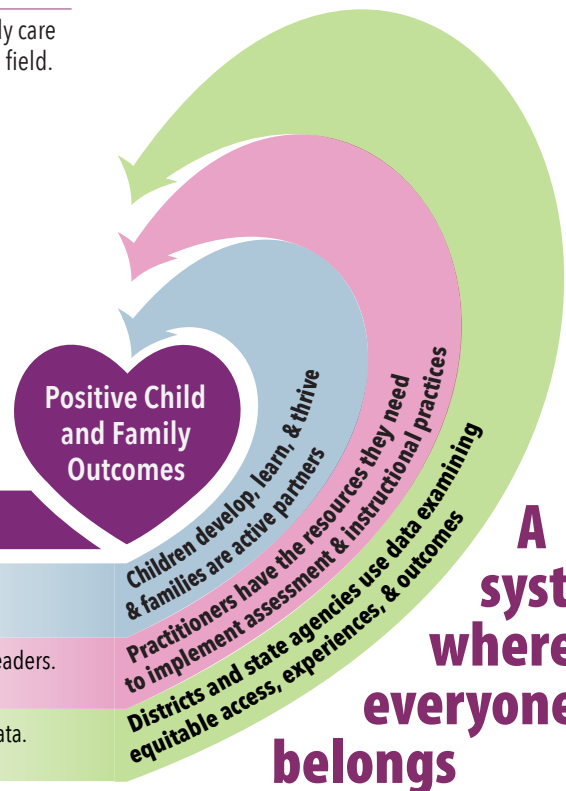 ly care
field.
Positive Child
and Family
Outcomes
Children develop, learn, & thrive
& families are active partners
Practitioners have the resources they need
to implement assessment & instructional practices
Districts and state agencies use data examining
equitable access, experiences, & outcomes
eaders.
ata.
A
syst
where
everyone
belongs